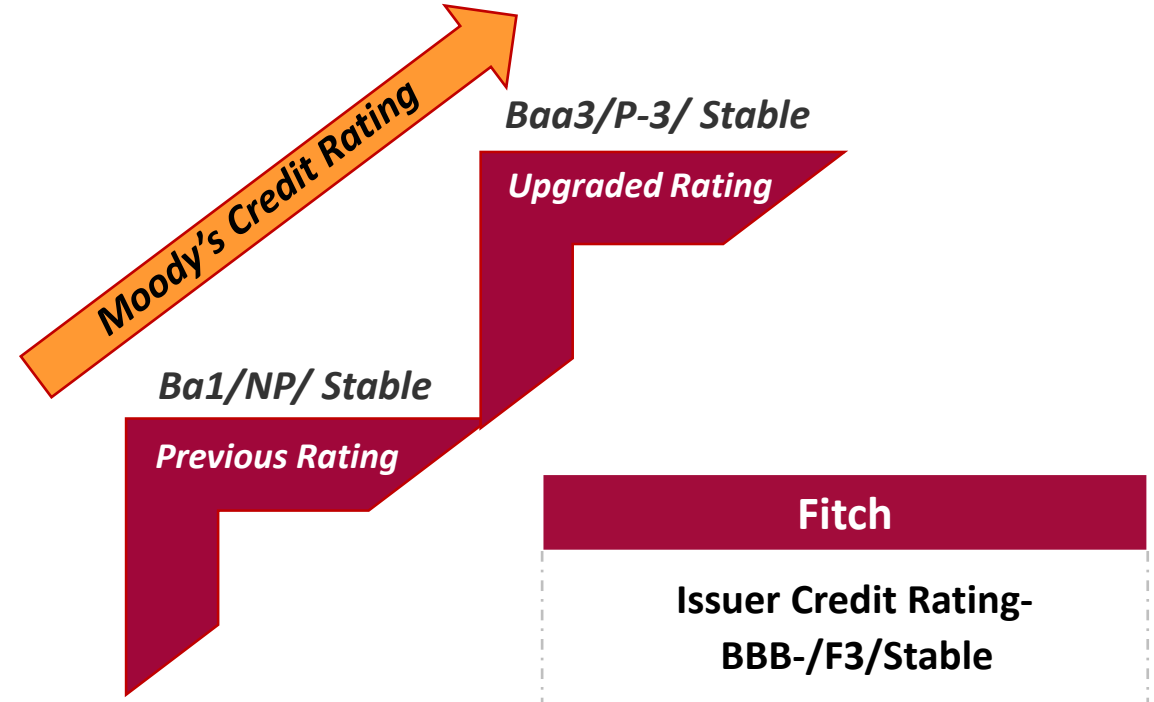 Moody’s Credit Rating
Baa3/P-3/ Stable
Upgraded Rating
Ba1/NP/ Stable
Previous Rating
Fitch
Issuer Credit Rating-
BBB-/F3/Stable